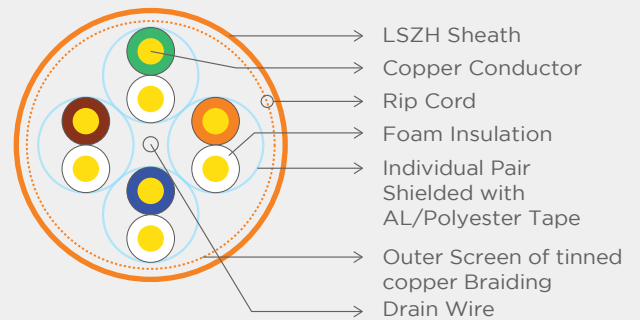 LSZH Sheath
Copper Conductor
Rip Cord
Foam Insulation
Individual Pair
Shielded with
AL/Polyester Tape
Outer Screen of tinned
copper Braiding
Drain Wire